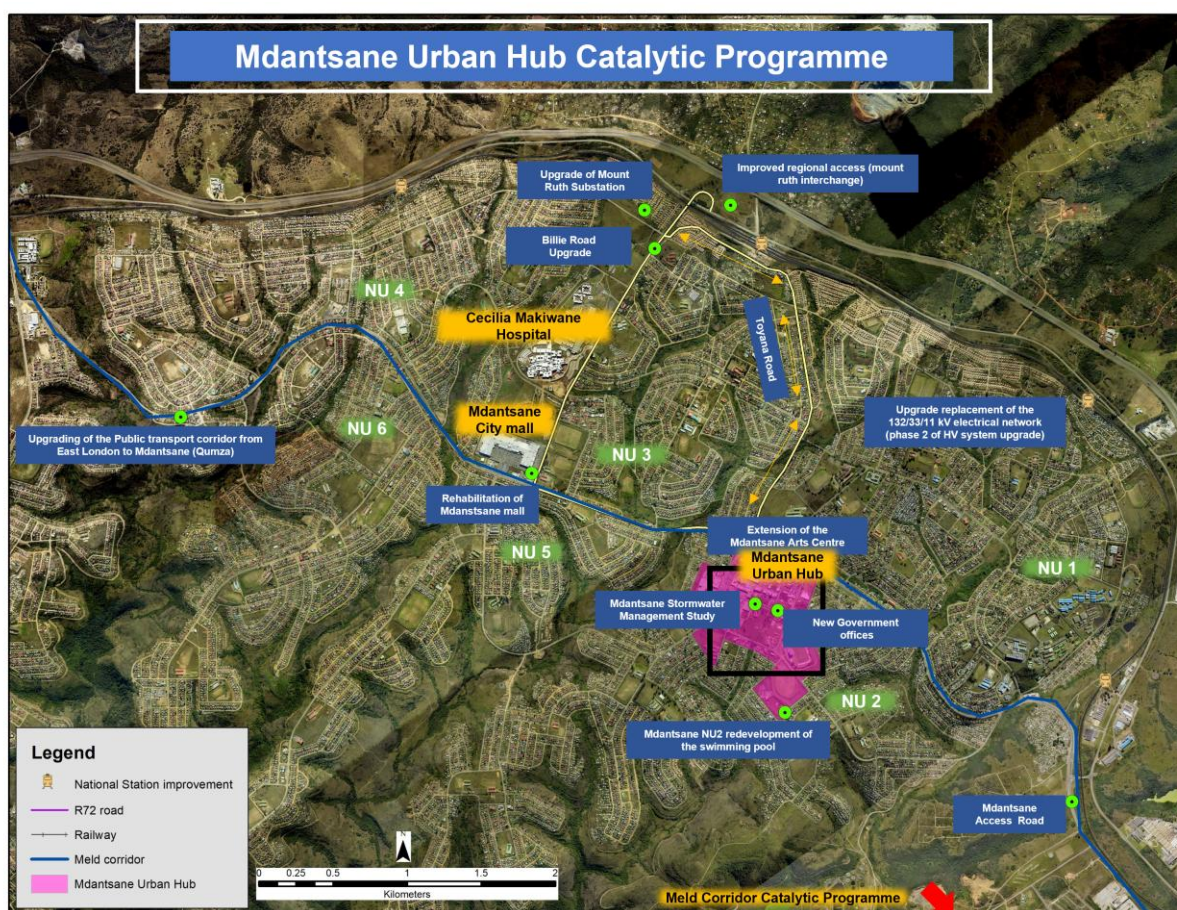 Mdantsane Urban Hub Catalytic Programme
Upgrade of Mount
Ruth Substation
Improved regional access (mount
ruth interchange)
Billie Road
Upgrade
NU 4
Cecilia Makiwane
Hospital
Toyana Road
Mdantsane
City mall
Upgrade replacement of the
132/33/11 kV electrical network
(phase 2 of HV system upgrade)
Upgrading of the Public transport corridor from
East London to Mdantsane (Qumza)
NU 6
NU 3
Rehabilitation of
Mdanstsane mall
Extension of the
Mdantsane Arts Centre
NU 5
Mdantsane
Urban Hub
NU 1
Mdantsane Stormwater
Management Study
New Government
offices
NU 2
Mdantsane NU2 redevelopment of
the swimming pool
Mdantsane
Access Road
Legend
National Station improvement
R72 road
Railway
Meld corridor
Mdantsane Urban Hub
N
0 0.25 0.5 1 1.5 2
Kilometers
Meld Corridor Catalytic Programme